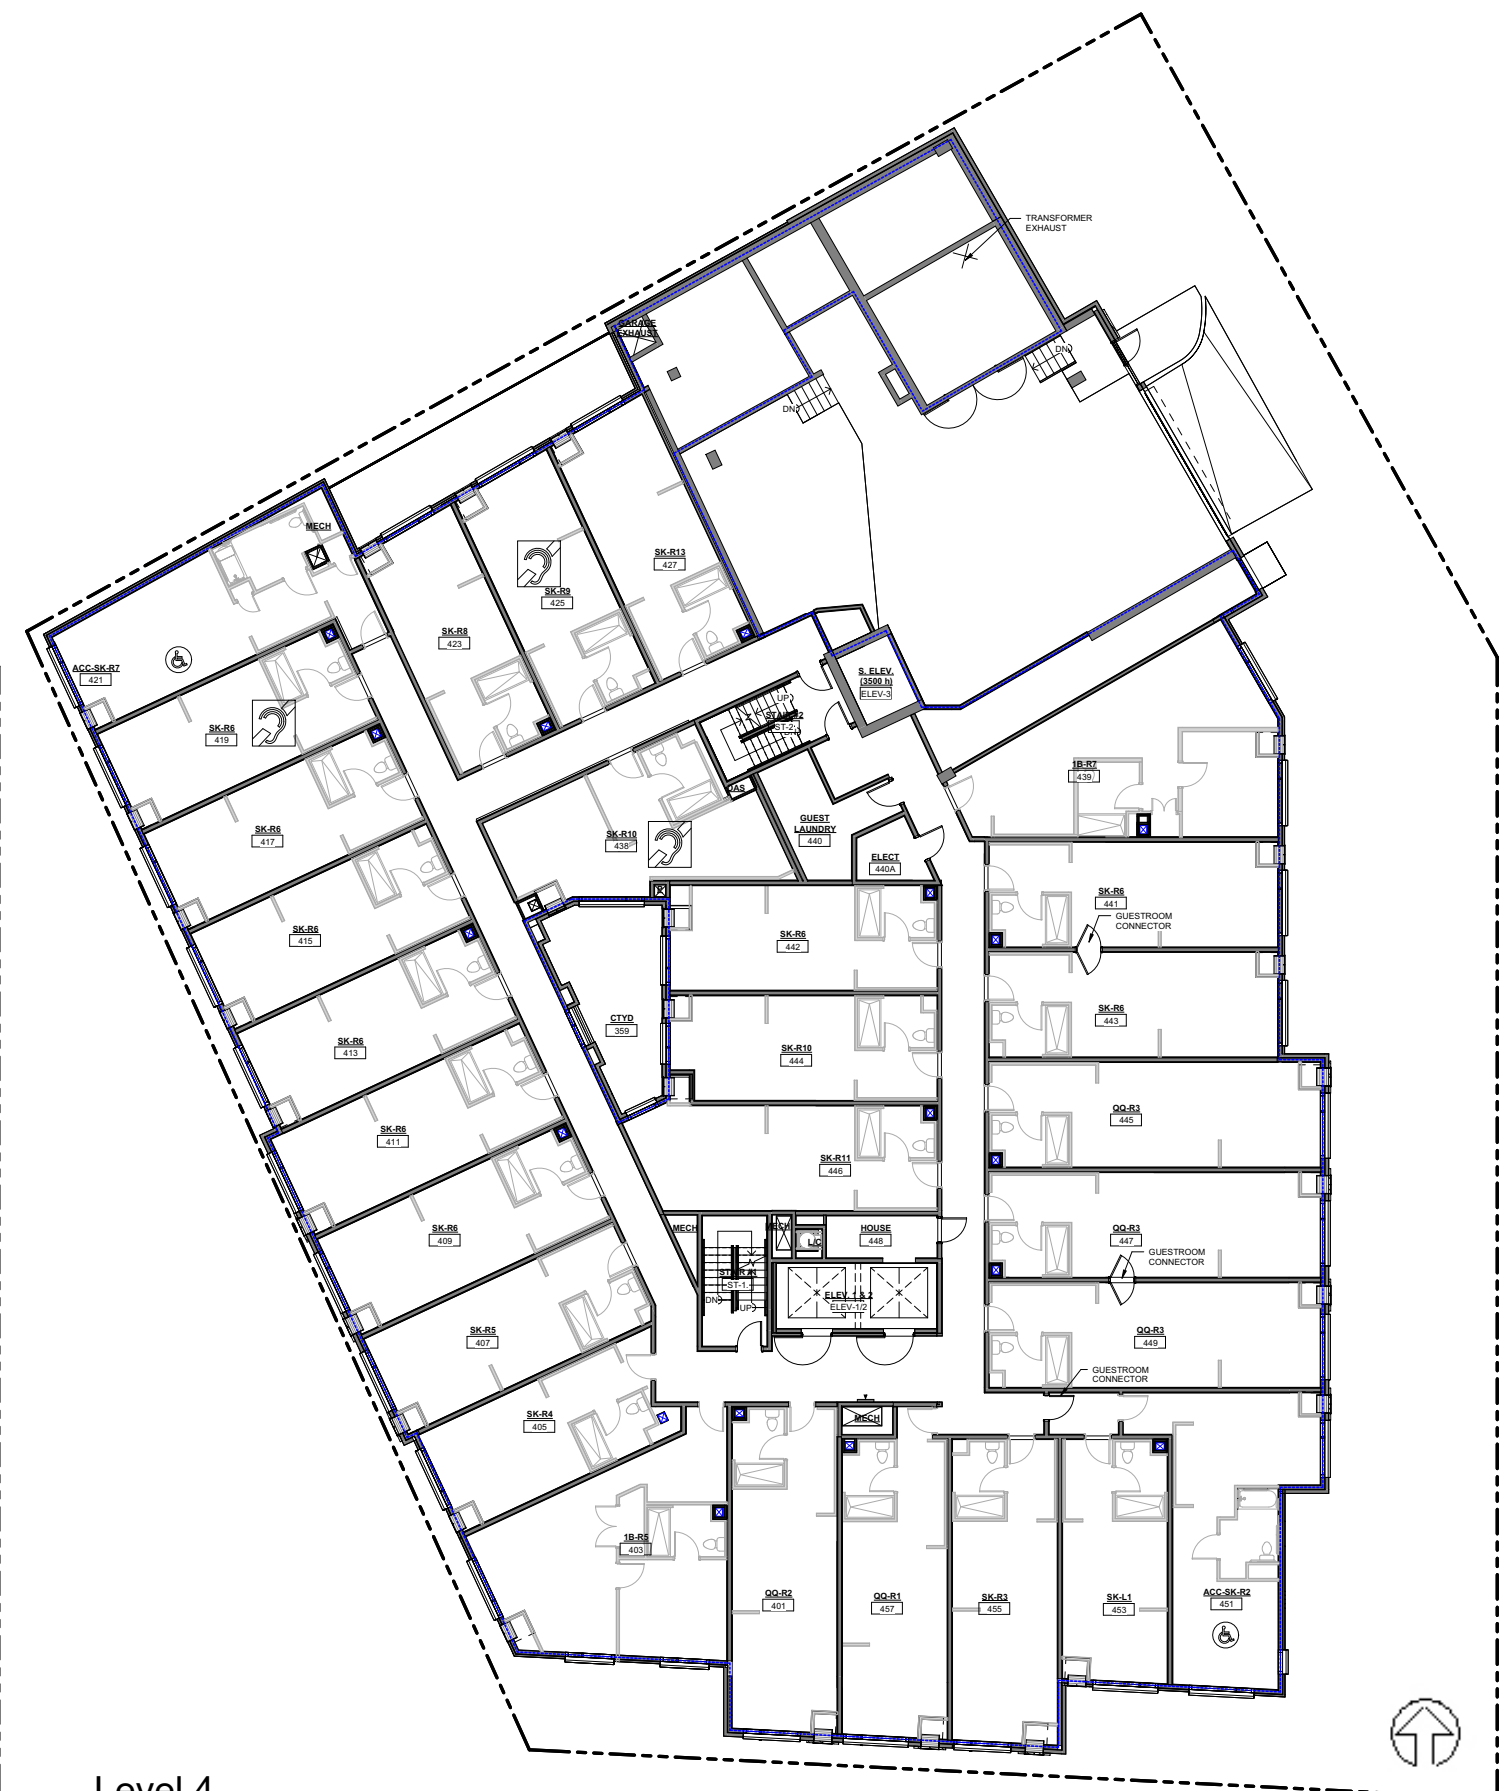 TRANSFORMER
EXHAUST
GARAGE
EXHAUST
DN
DN
MECH
SK-R13
427
SK-R9
425
SK-R8
423
ACC-SK-R7
421
SK-R6
419
SK-R6
417
SK-R6
415
SK-R6
413
SK-R6
411
SK-R6
409
SK-R5
407
SK-R4
405
1B-R5
403
S. ELEV.
(3500 h)
ELEV-3
UP
ST-2
OAS
GUEST
LAUNDRY
440
ELECT
440A
SK-R10
438
1B-R7
439
SK-R6
441
GUESTROOM
CONNECTOR
SK-R6
442
SK-R6
443
CTYD
359
SK-R10
444
QQ-R3
445
SK-R11
446
QQ-R3
447
GUESTROOM
CONNECTOR
MECH
MECH
HOUSE
448
ST-1
DN
UP
ELEV. 1 & 2
ELEV-1/2
QQ-R3
449
GUESTROOM
CONNECTOR
MECH
QQ-R2
401
QQ-R1
457
SK-R3
455
SK-L1
453
ACC-SK-R2
451
Level 4